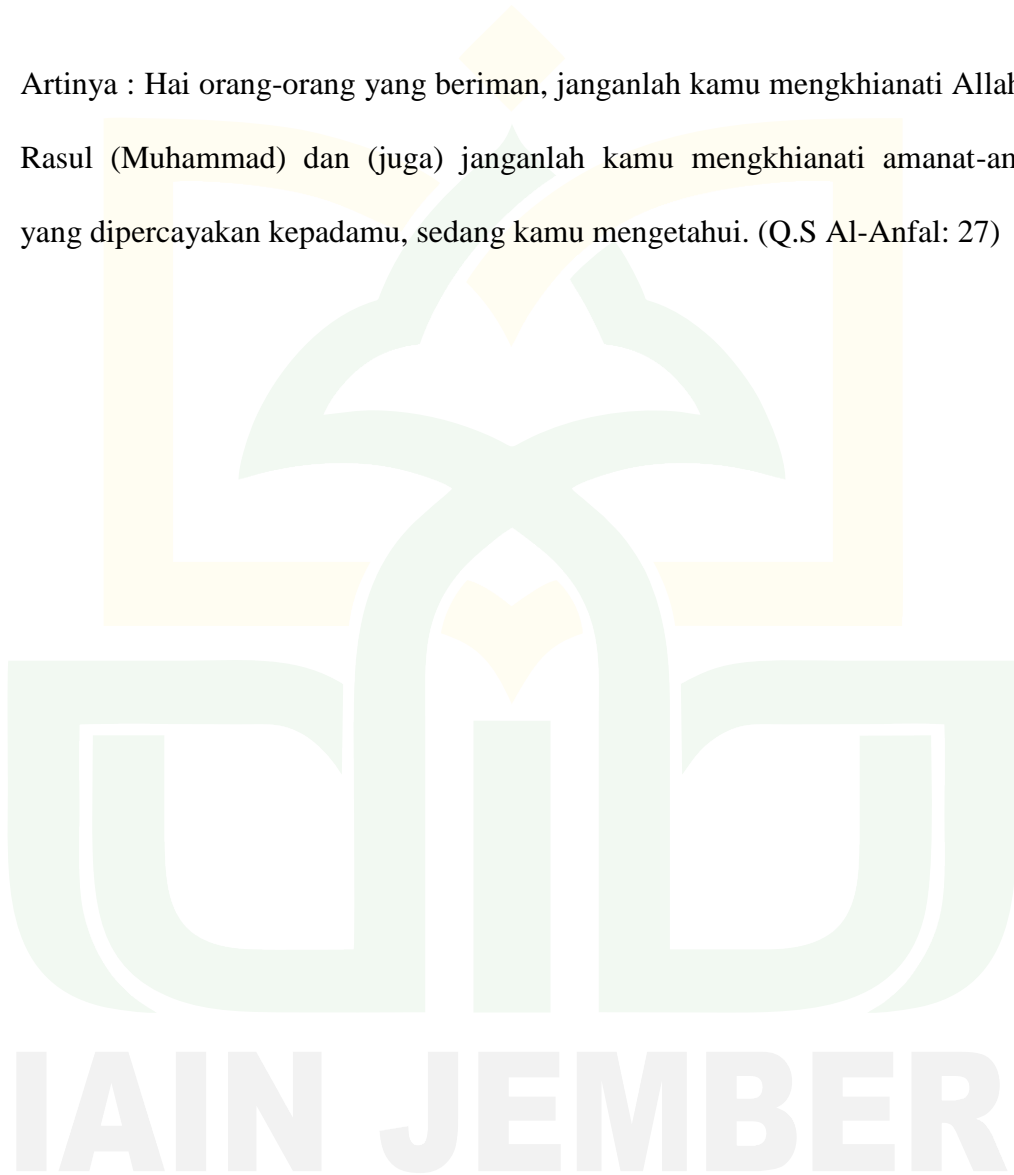 Artinya : Hai orang-orang yang beriman, janganlah kamu mengkhianati Allah
Rasul (Muhammad) dan (juga) janganlah kamu mengkhianati amanat-an
yang dipercayakan kepadamu, sedang kamu mengetahui. (Q.S Al-Anfal: 27)
IAIN JEMBER